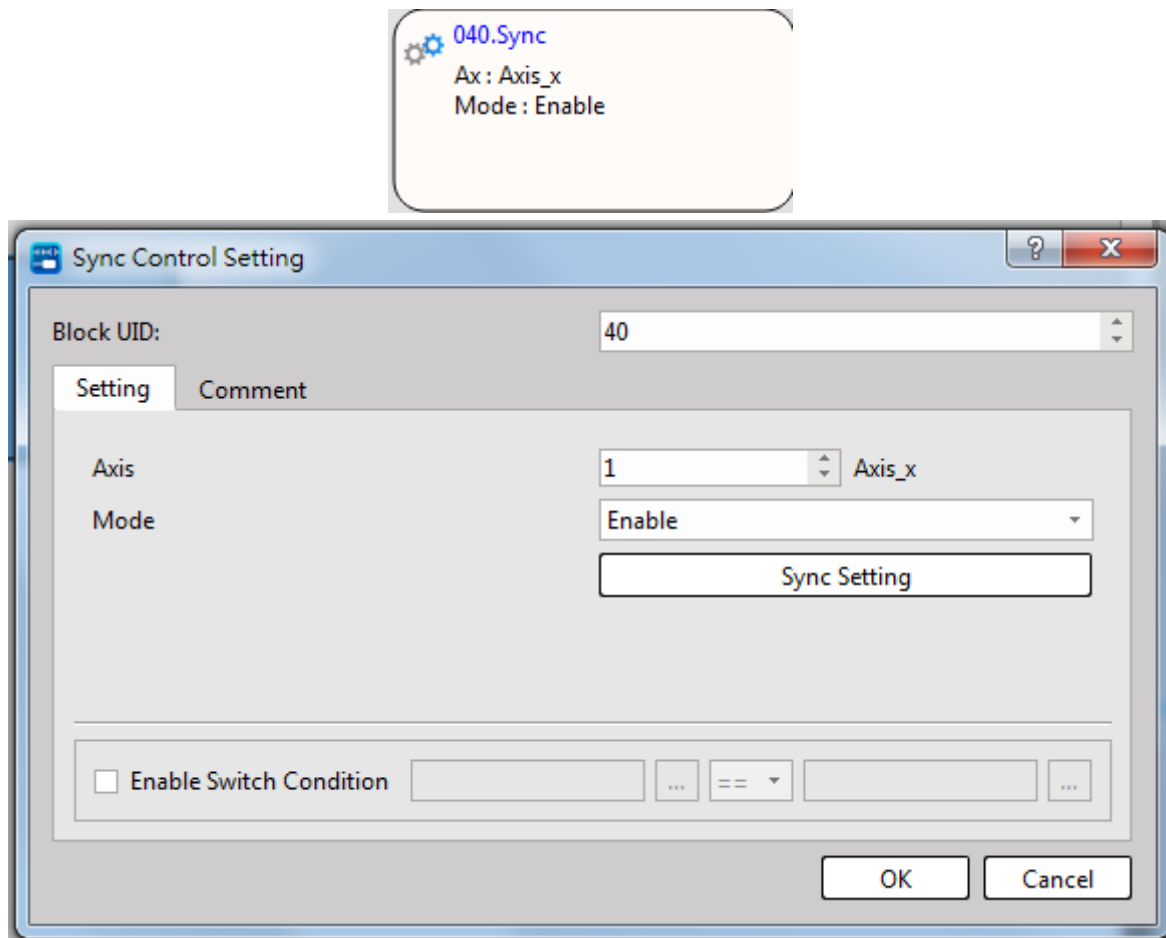 040.Sync
Ax : Axis_x
Mode : Enable
Sync Control Setting
Block UID: 40
Setting Comment
Axis 1 Axis_x
Mode Enable
Sync Setting
Enable Switch Condition ... == ...
OK Cancel